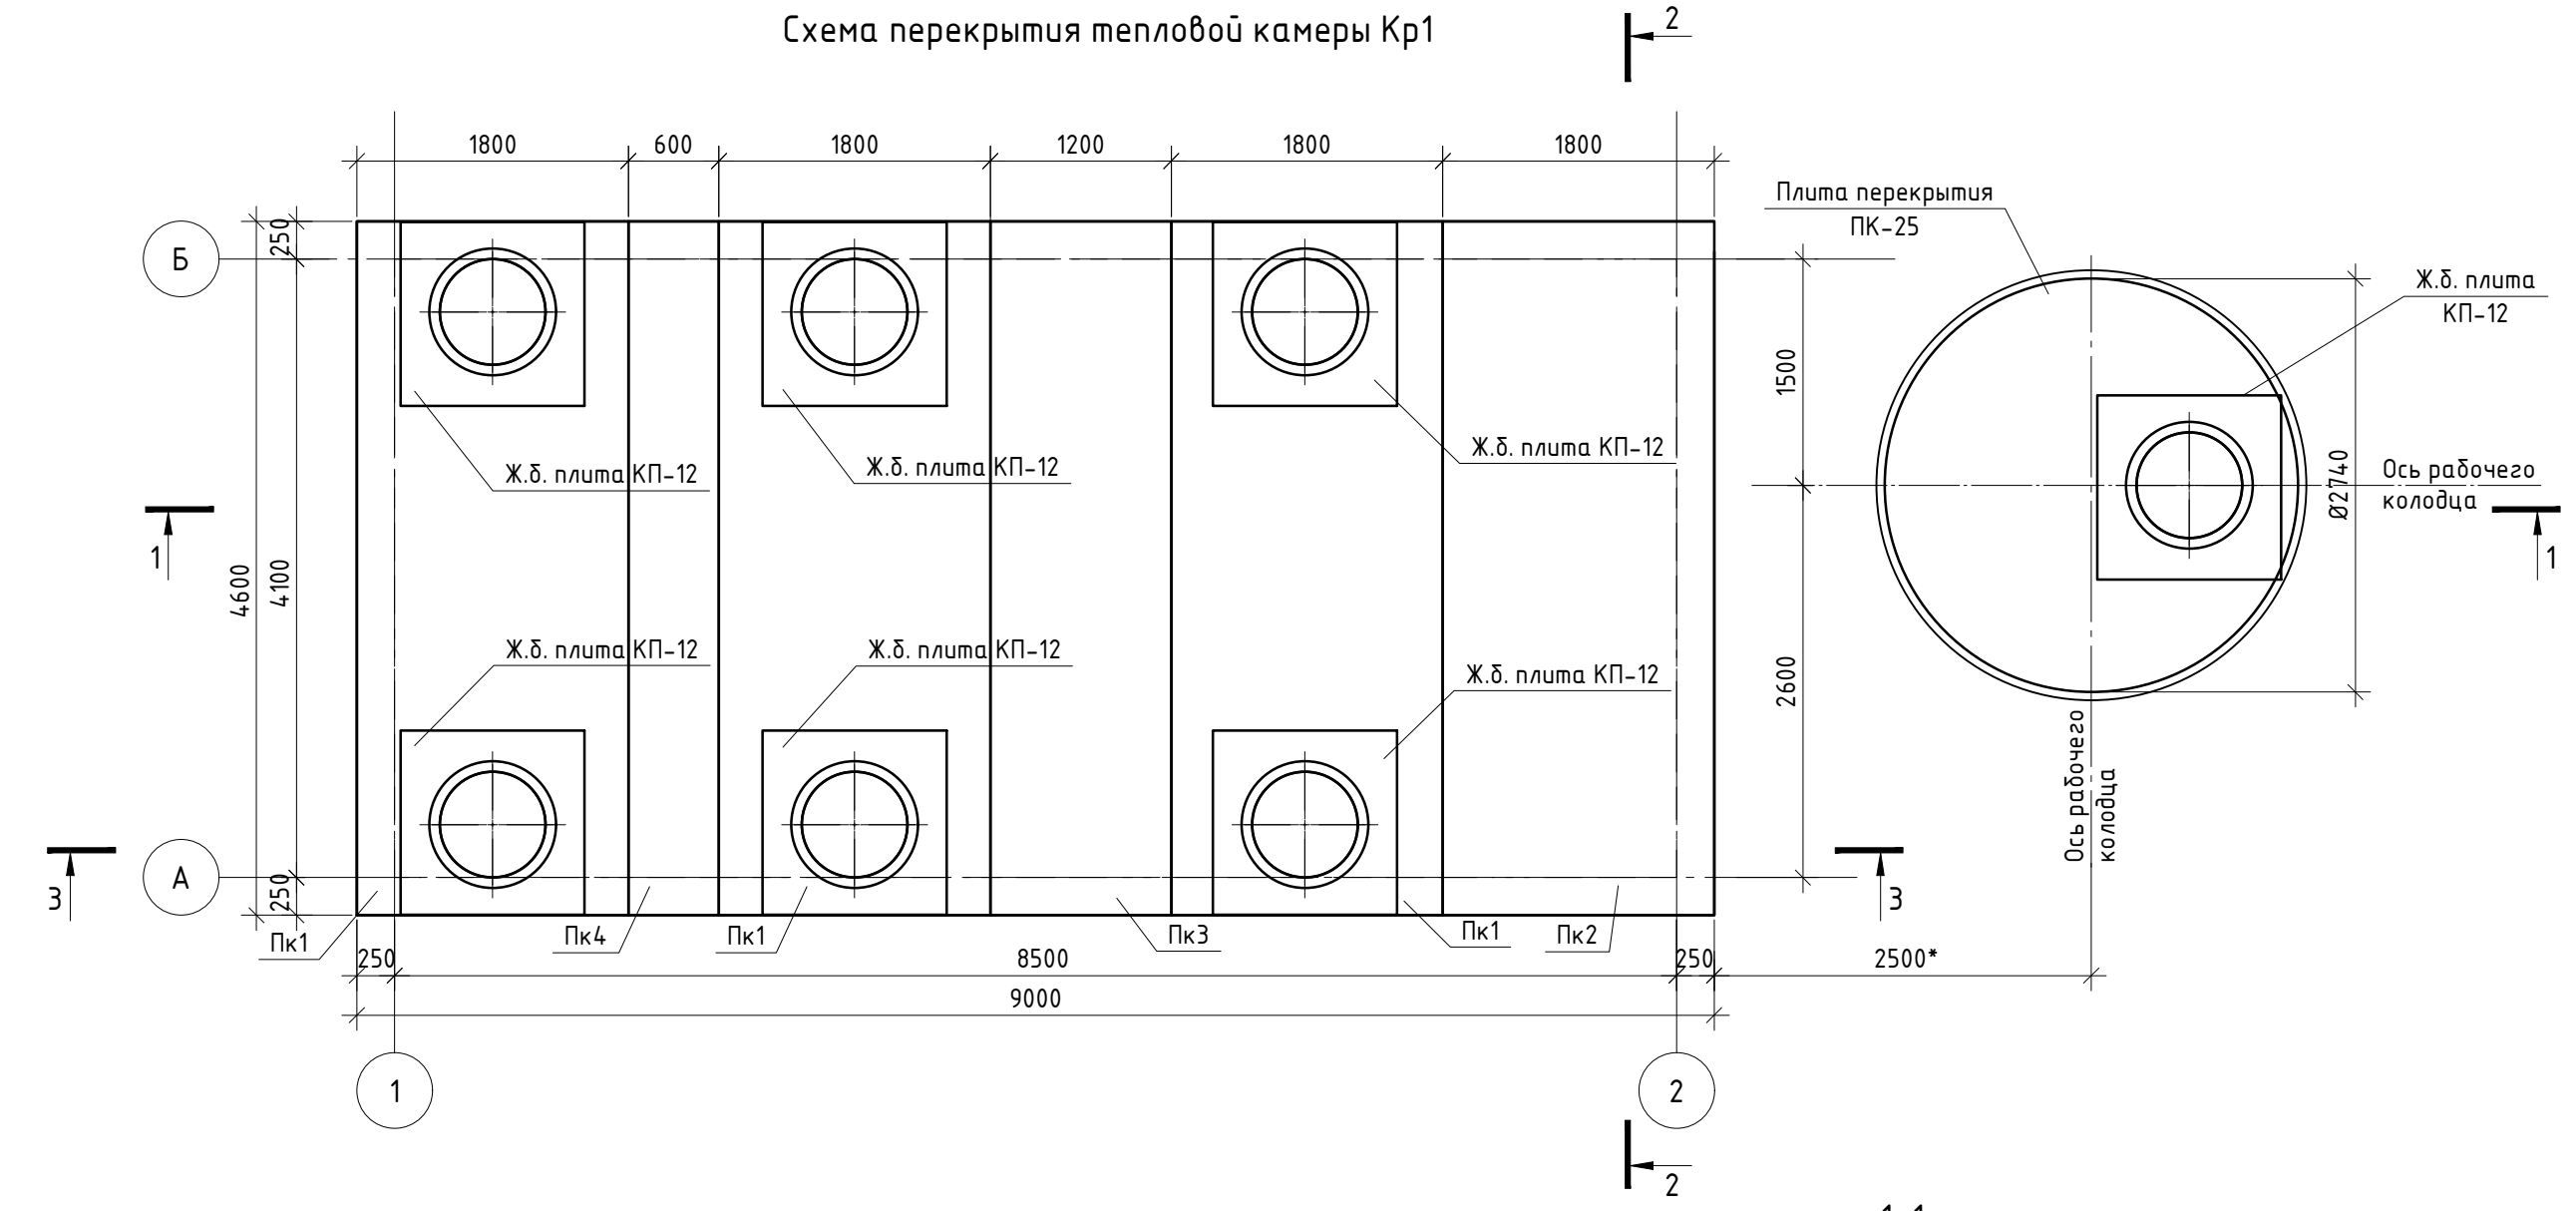 Схема перекрытия тепловой камеры Кр1
2
1800
600
1800
1200
1800
1800
Плита перекрытия
ПК-25
Б
250
Ж.б. плита
КП-12
1500
Ж.б. плита КП-12
Ж.б. плита КП-12
Ж.б. плита КП-12
Ø2740
Ось рабочего
колодца
1
1
4600
4100
Ж.б. плита КП-12
Ж.б. плита КП-12
Ж.б. плита КП-12
2600
Ось рабочего
колодца
А
250
3
3
Пк1
Пк4
Пк1
Пк3
Пк1
Пк2
250
8500
250
2500*
9000
1
2
2
1-1